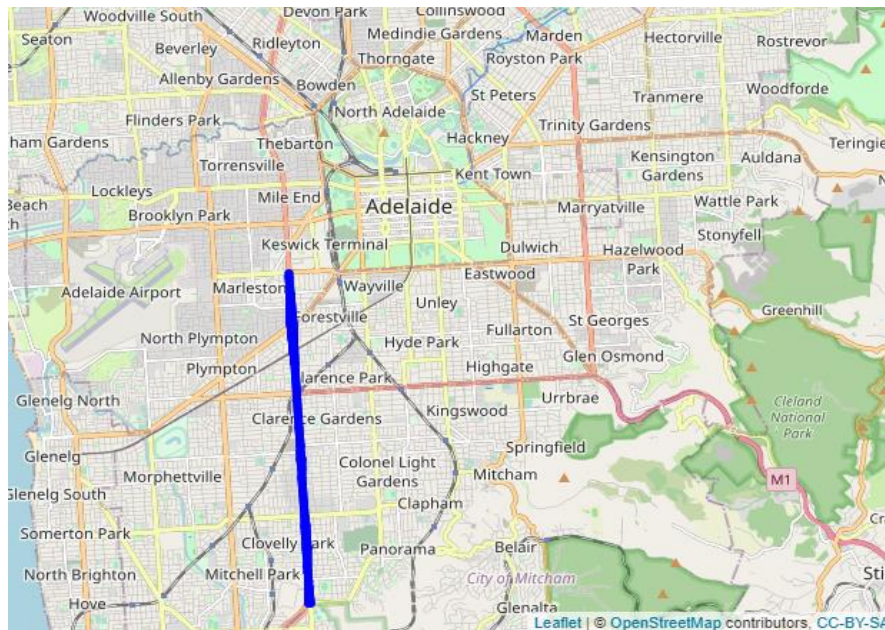 Woodville South
Devon Park
Collinswood
Seaton
Beverley
Ridleyton
Medindie Gardens
Marden
Hectorville
Rostrevor
Allenby Gardens
Thorngate
Royston Park
Bowden
St Peters
Tranmere
Woodforde
Flinders Park
North Adelaide
ham Gardens
Thebarton
Hackney
Trinity Gardens
Torrensville
Kensington
Gardens
Auldana
Teringie
Lockleys
Mile End
Kent Town
Beach
Brooklyn Park
Adelaide
Marryatville
Wattle Park
Keswick Terminal
Dulwich
Stonyfell
Hazelwood
Park
Adelaide Airport
Marleston
Wayville
Eastwood
Unley
Greenhill
North Plympton
Forestville
Fullarton
St Georges
Hyde Park
Glen Osmond
Plympton
Highgate
Glenelg North
larence Park
Urrbrae
Cleland
National
Park
Clarence Gardens
Kingswood
Glenelg
Springfield
Morphettville
Colonel Light
Gardens
Mitcham
M1
Glenelg South
Clapham
Somerton Park
Clovelly Park
Panorama
Belair
North Brighton
Mitchell Park
City of Mitcham
Sti
Hove
Glenalta
Leaflet | © OpenStreetMap contributors, CC-BY-SA